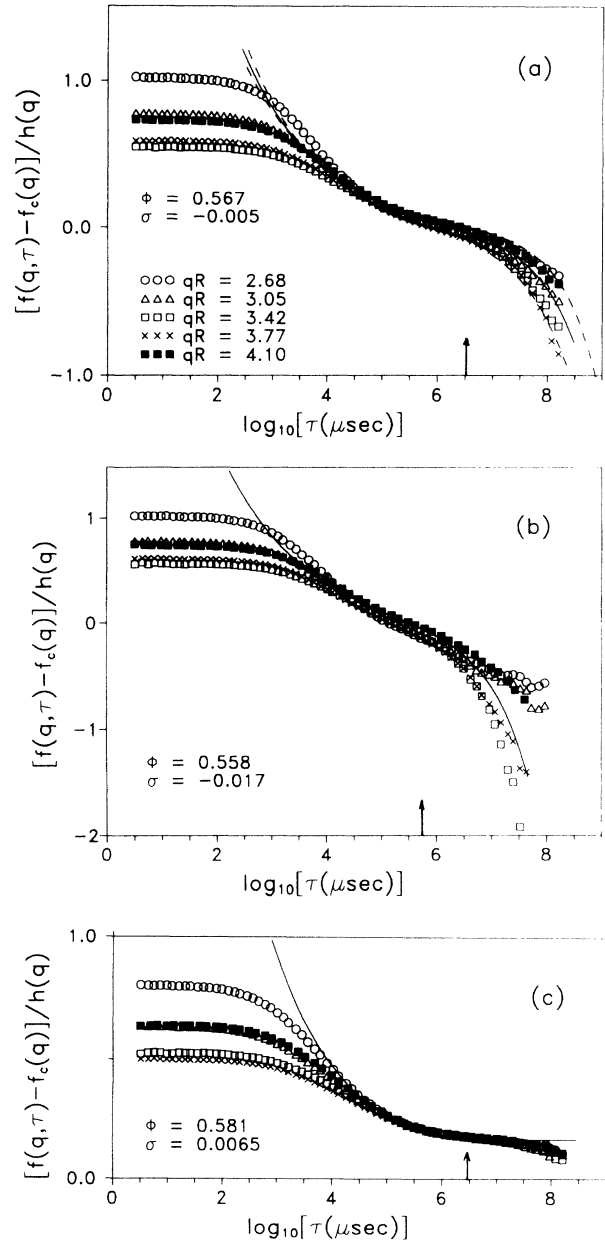 (a)
1.0
0.0
−1.0
[f(q,τ)−f_c(q)]/h(q)
Φ = 0.567
σ = −0.005
○○○ qR = 2.68
△△△ qR = 3.05
□□□ qR = 3.42
××× qR = 3.77
■■■ qR = 4.10
0 2 4 6 8
log₁₀[τ(μsec)]
(b)
1
0
−1
−2
[f(q,τ)−f_c(q)]/h(q)
Φ = 0.558
σ = −0.017
0 2 4 6 8
log₁₀[τ(μsec)]
(c)
1.0
0.0
[f(q,τ)−f_c(q)]/h(q)
Φ = 0.581
σ = 0.0065
0 2 4 6 8
log₁₀[τ(μsec)]